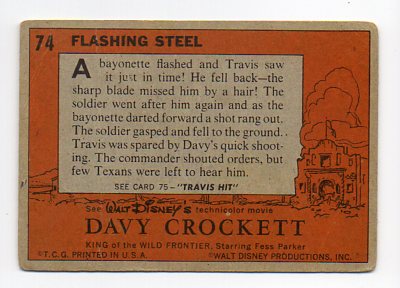 74 FLASHING STEEL
A bayonette flashed and Travis saw
it just in time! He fell back—the
sharp blade missed him by a hair! The
soldier went after him again and as the
bayonette darted forward a shot rang out.
The soldier gasped and fell to the ground.
Travis was spared by Davy's quick shoot-
ing. The commander shouted orders, but
few Texans were left to hear him.
SEE CARD 75 – "TRAVIS HIT"
See WALT DISNEY'S technicolor movie
DAVY CROCKETT
KING of the WILD FRONTIER, Starring Fess Parker
©T.C.G. PRINTED IN U.S.A. ©WALT DISNEY PRODUCTIONS, INC.